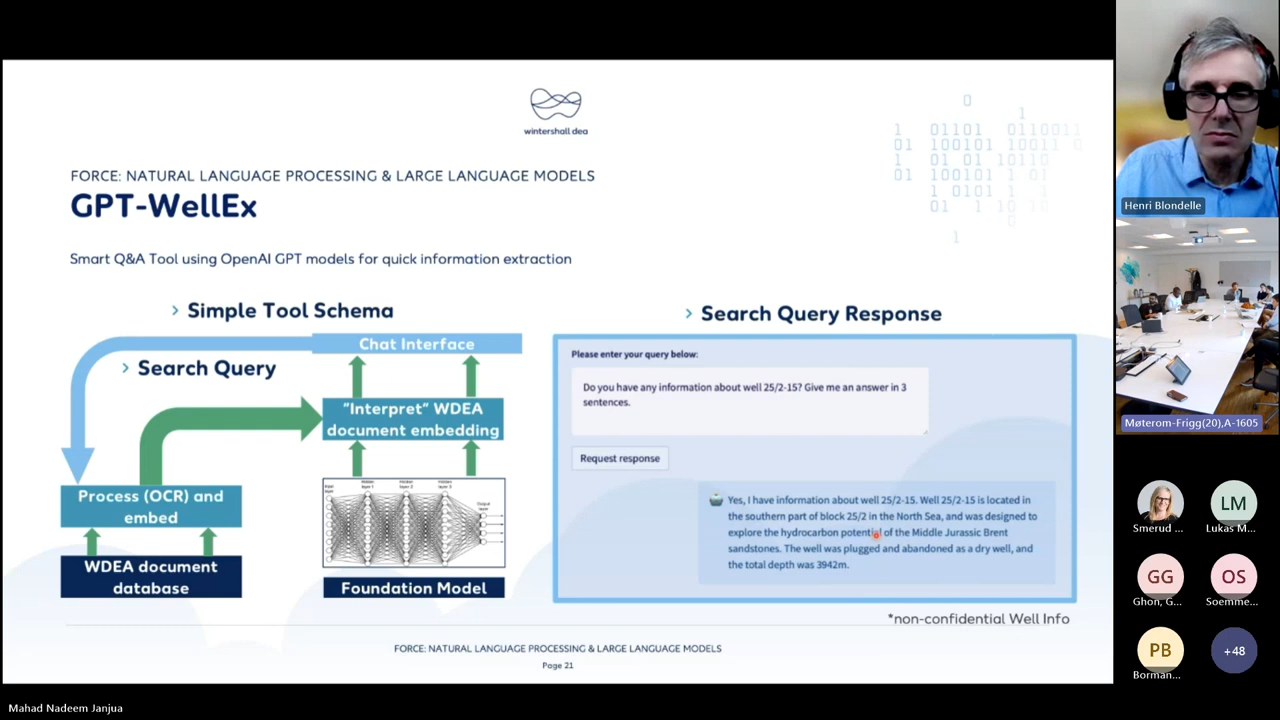 wintershall dea
FORCE: NATURAL LANGUAGE PROCESSING & LARGE LANGUAGE MODELS
GPT-WellEx
Smart Q&A Tool using OpenAI GPT models for quick information extraction
Simple Tool Schema
Chat Interface
Search Query
"Interpret" WDEA
document embedding
Process (OCR) and
embed
WDEA document
database
Foundation Model
Search Query Response
Please enter your query below:
Do you have any information about well 25/2-15? Give me an answer in 3
sentences.
Request response
Yes, I have information about well 25/2-15. Well 25/2-15 is located in
the southern part of block 25/2 in the North Sea, and was designed to
explore the hydrocarbon potential of the Middle Jurassic Brent
sandstones. The well was plugged and abandoned as a dry well, and
the total depth was 3942m.
*non-confidential Well Info
FORCE: NATURAL LANGUAGE PROCESSING & LARGE LANGUAGE MODELS
Page 21
Henri Blondelle
Møterom-Frigg(20),A-1605
Smerud ...
LM
Lukas M...
GG
Ghon, G...
OS
Soemme...
PB
Borman...
+48
Mahad Nadeem Janjua